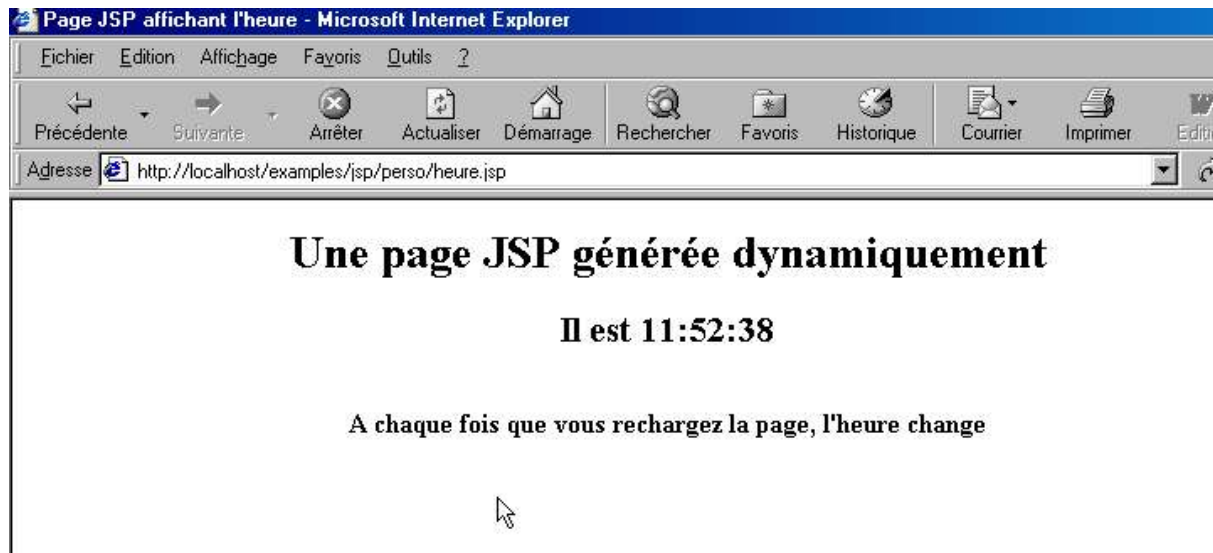 Page JSP affichant l'heure - Microsoft Internet Explorer
Fichier Edition Affichage Favoris Outils ?
Précédente Suivante Arrêter Actualiser Démarrage Rechercher Favoris Historique Courrier Imprimer
Adresse http://localhost/examples/jsp/perso/heure.jsp
Une page JSP générée dynamiquement
Il est 11:52:38
A chaque fois que vous rechargez la page, l'heure change